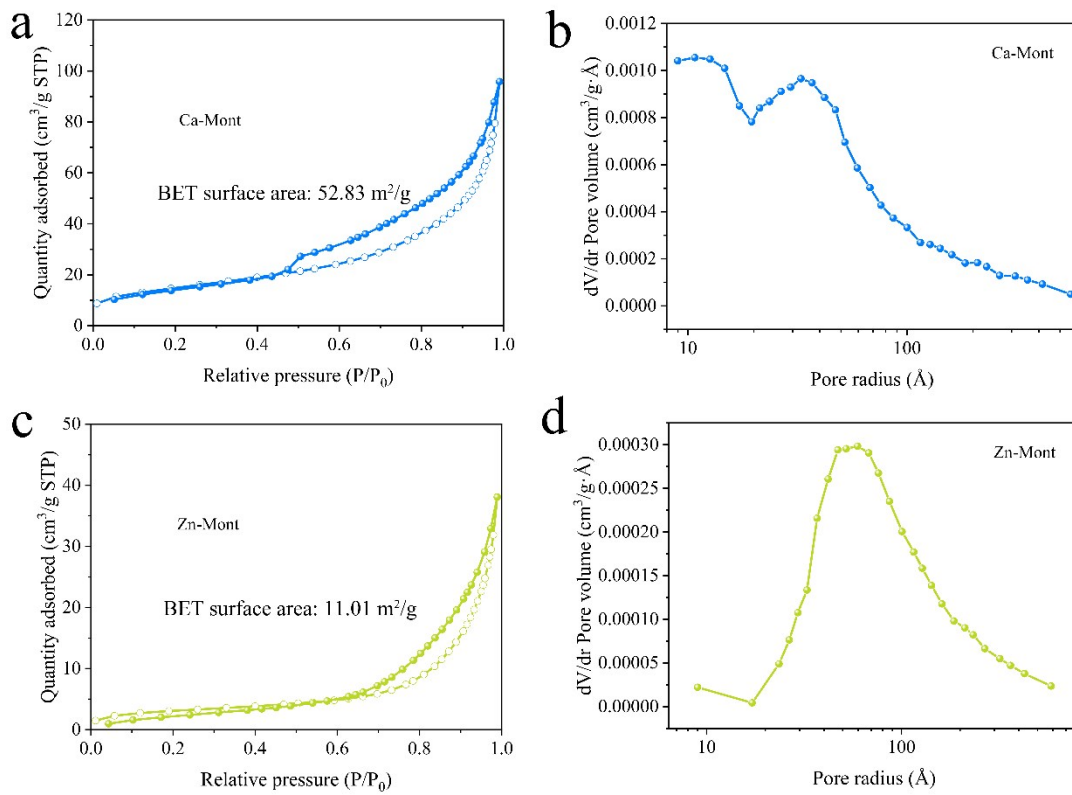 a
Quantity adsorbed (cm³/g STP)
120
100
80
60
40
20
0
Ca-Mont
BET surface area: 52.83 m²/g
0.0 0.2 0.4 0.6 0.8 1.0
Relative pressure (P/P₀)
b
dV/dr Pore volume (cm³/g·Å)
0.0012
0.0010
0.0008
0.0006
0.0004
0.0002
0.0000
Ca-Mont
10 100
Pore radius (Å)
c
Quantity adsorbed (cm³/g STP)
50
40
30
20
10
0
Zn-Mont
BET surface area: 11.01 m²/g
0.0 0.2 0.4 0.6 0.8 1.0
Relative pressure (P/P₀)
d
dV/dr Pore volume (cm³/g·Å)
0.00030
0.00025
0.00020
0.00015
0.00010
0.00005
0.00000
Zn-Mont
10 100
Pore radius (Å)